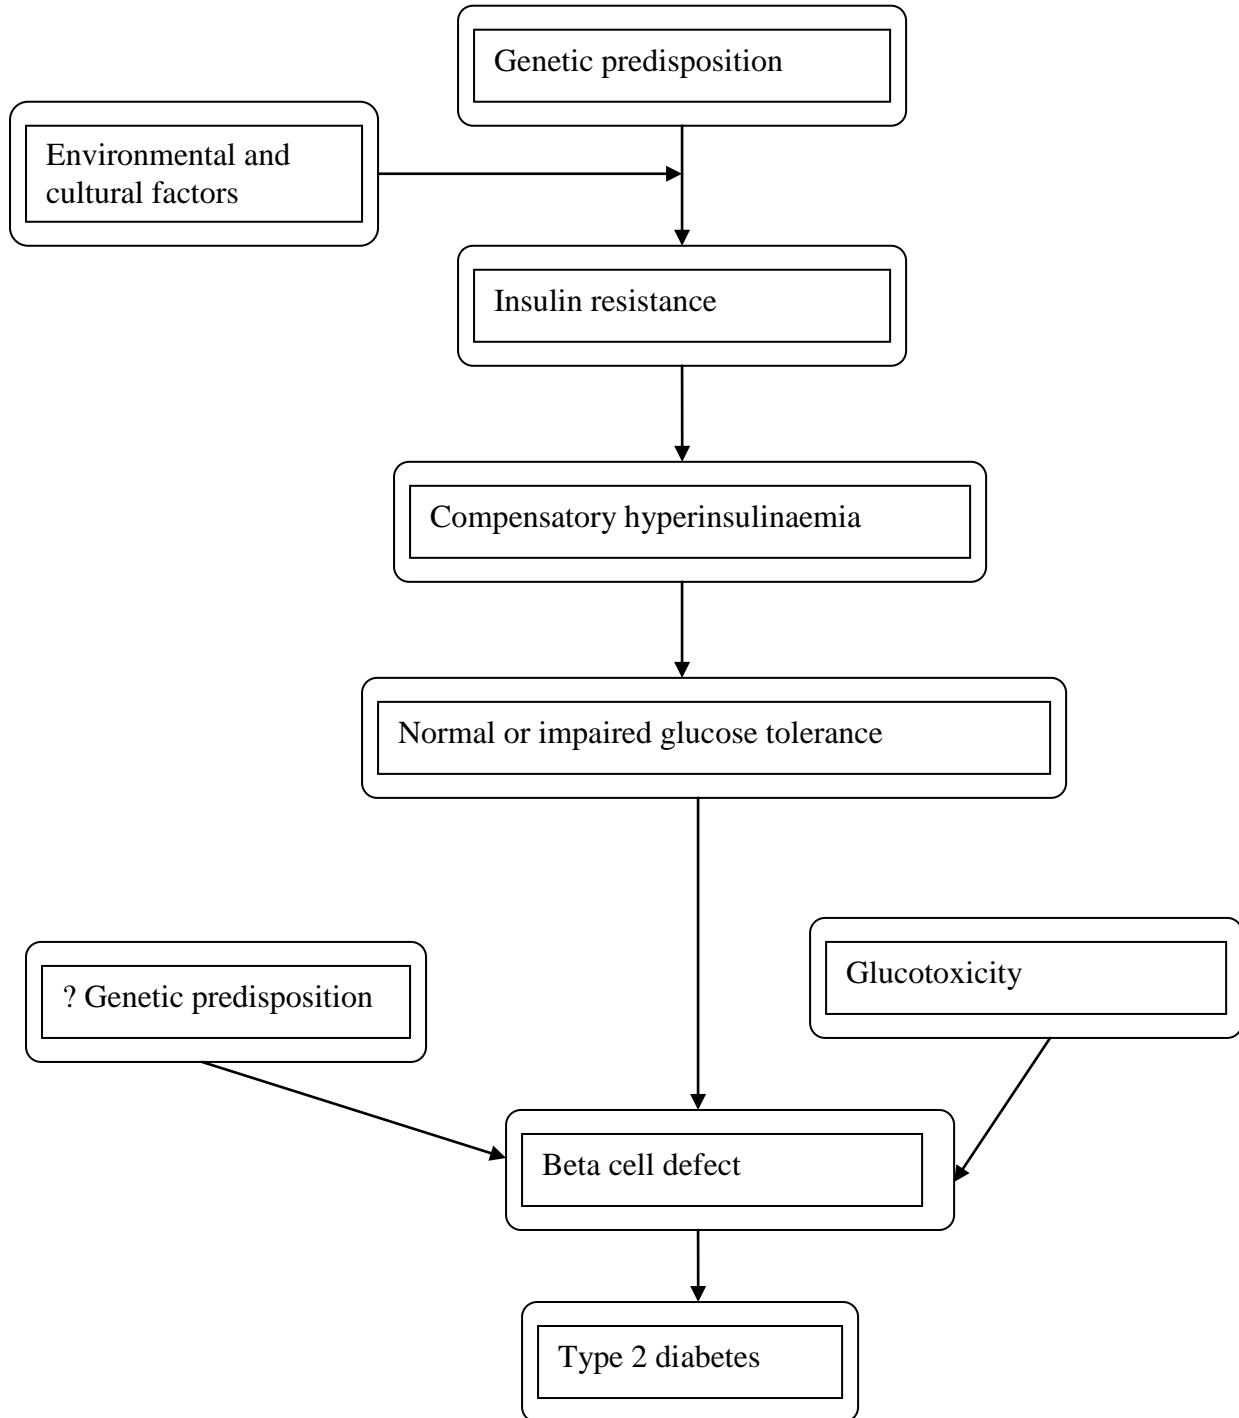 Genetic predisposition
Environmental and
cultural factors
Insulin resistance
Compensatory hyperinsulinaemia
Normal or impaired glucose tolerance
? Genetic predisposition
Glucotoxicity
Beta cell defect
Type 2 diabetes